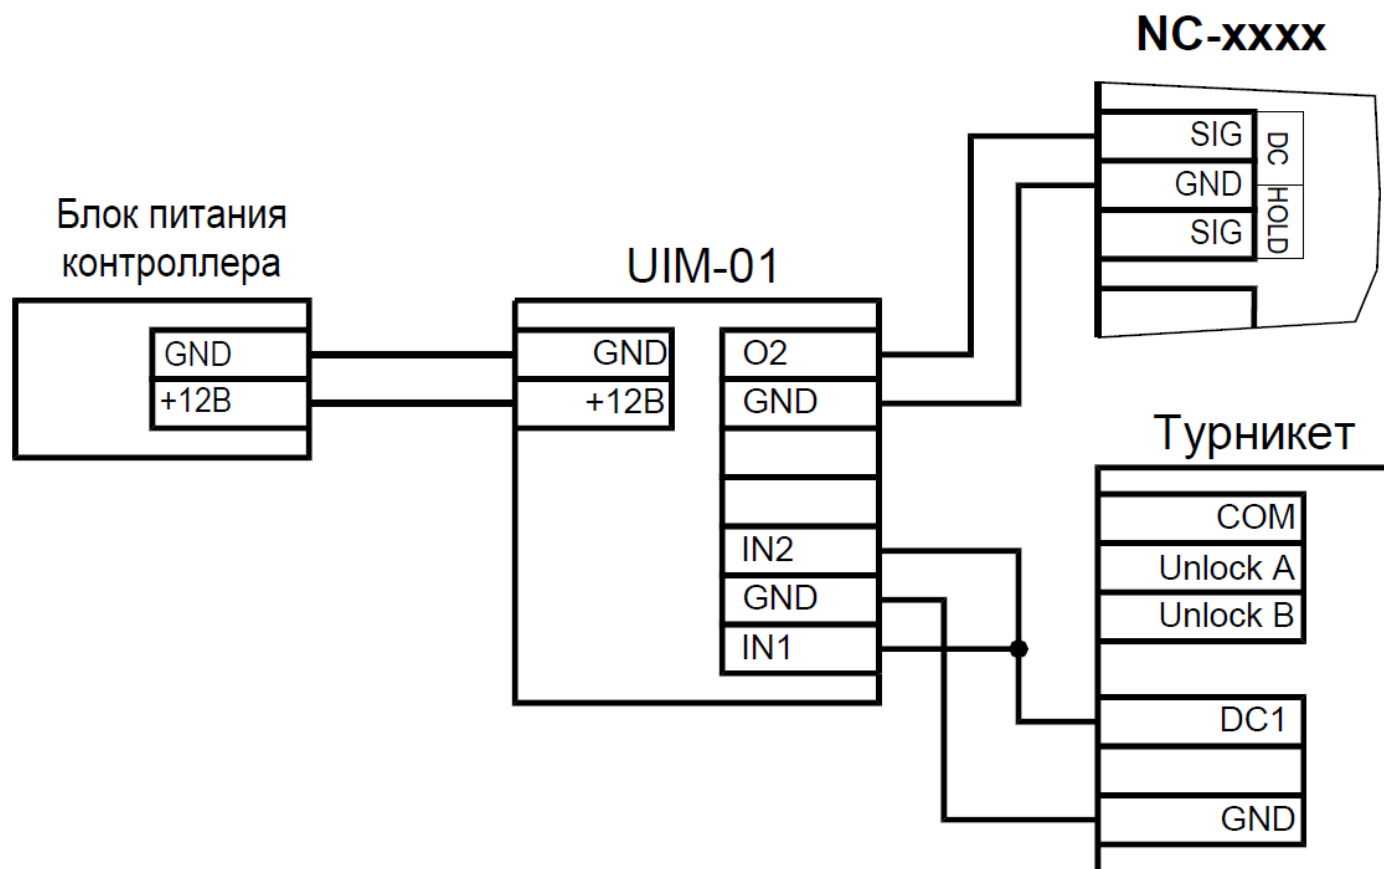 NC-xxxx
SIG
GND
SIG
DC
HOLD
Блок питания
контроллера
GND
+12В
UIM-01
GND
+12В
O2
GND
IN2
GND
IN1
Турникет
COM
Unlock A
Unlock B
DC1
GND